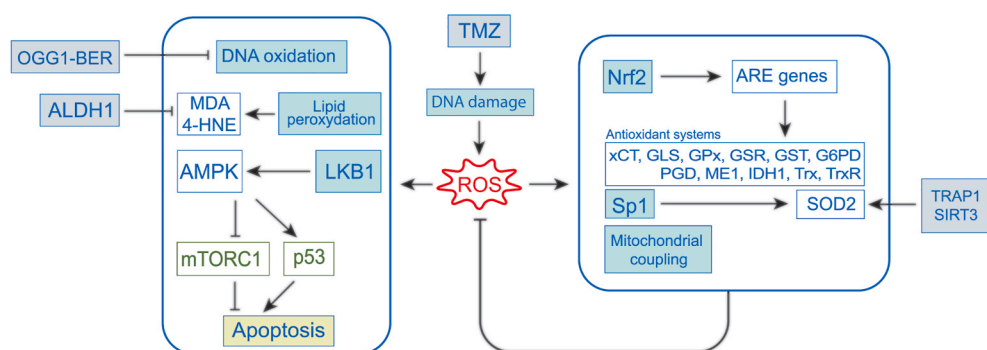 OGG1-BER
DNA oxidation
ALDH1
MDA
4-HNE
Lipid
peroxydation
AMPK
LKB1
mTORC1
p53
Apoptosis
TMZ
DNA damage
ROS
Nrf2
ARE genes
Antioxidant systems
xCT, GLS, GPx, GSR, GST, G6PD
PGD, ME1, IDH1, Trx, TrxR
Sp1
SOD2
Mitochondrial
coupling
TRAP1
SIRT3